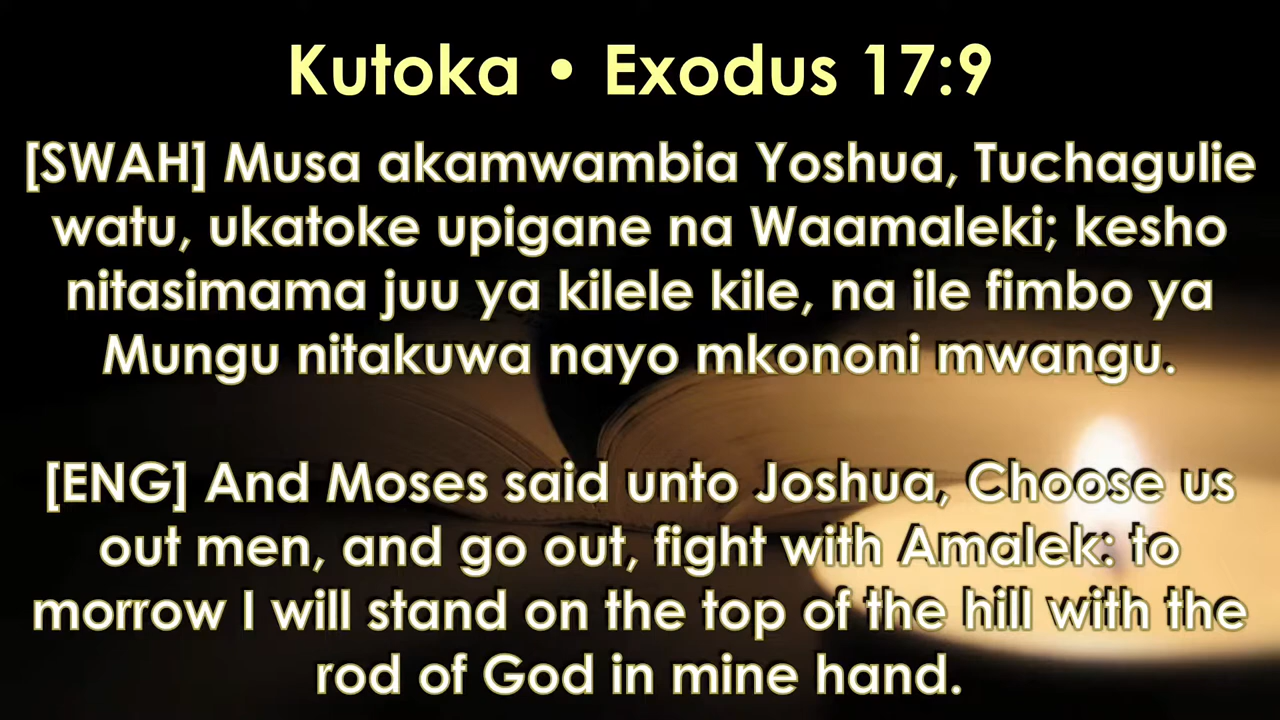 Kutoka • Exodus 17:9
[SWAH] Musa akamwambia Yoshua, Tuchagulie
watu, ukatoke upigane na Waamaleki; kesho
nitasimama juu ya kilele kile, na ile fimbo ya
Mungu nitakuwa nayo mkononi mwangu.
[ENG] And Moses said unto Joshua, Choose us
out men, and go out, fight with Amalek: to
morrow I will stand on the top of the hill with the
rod of God in mine hand.